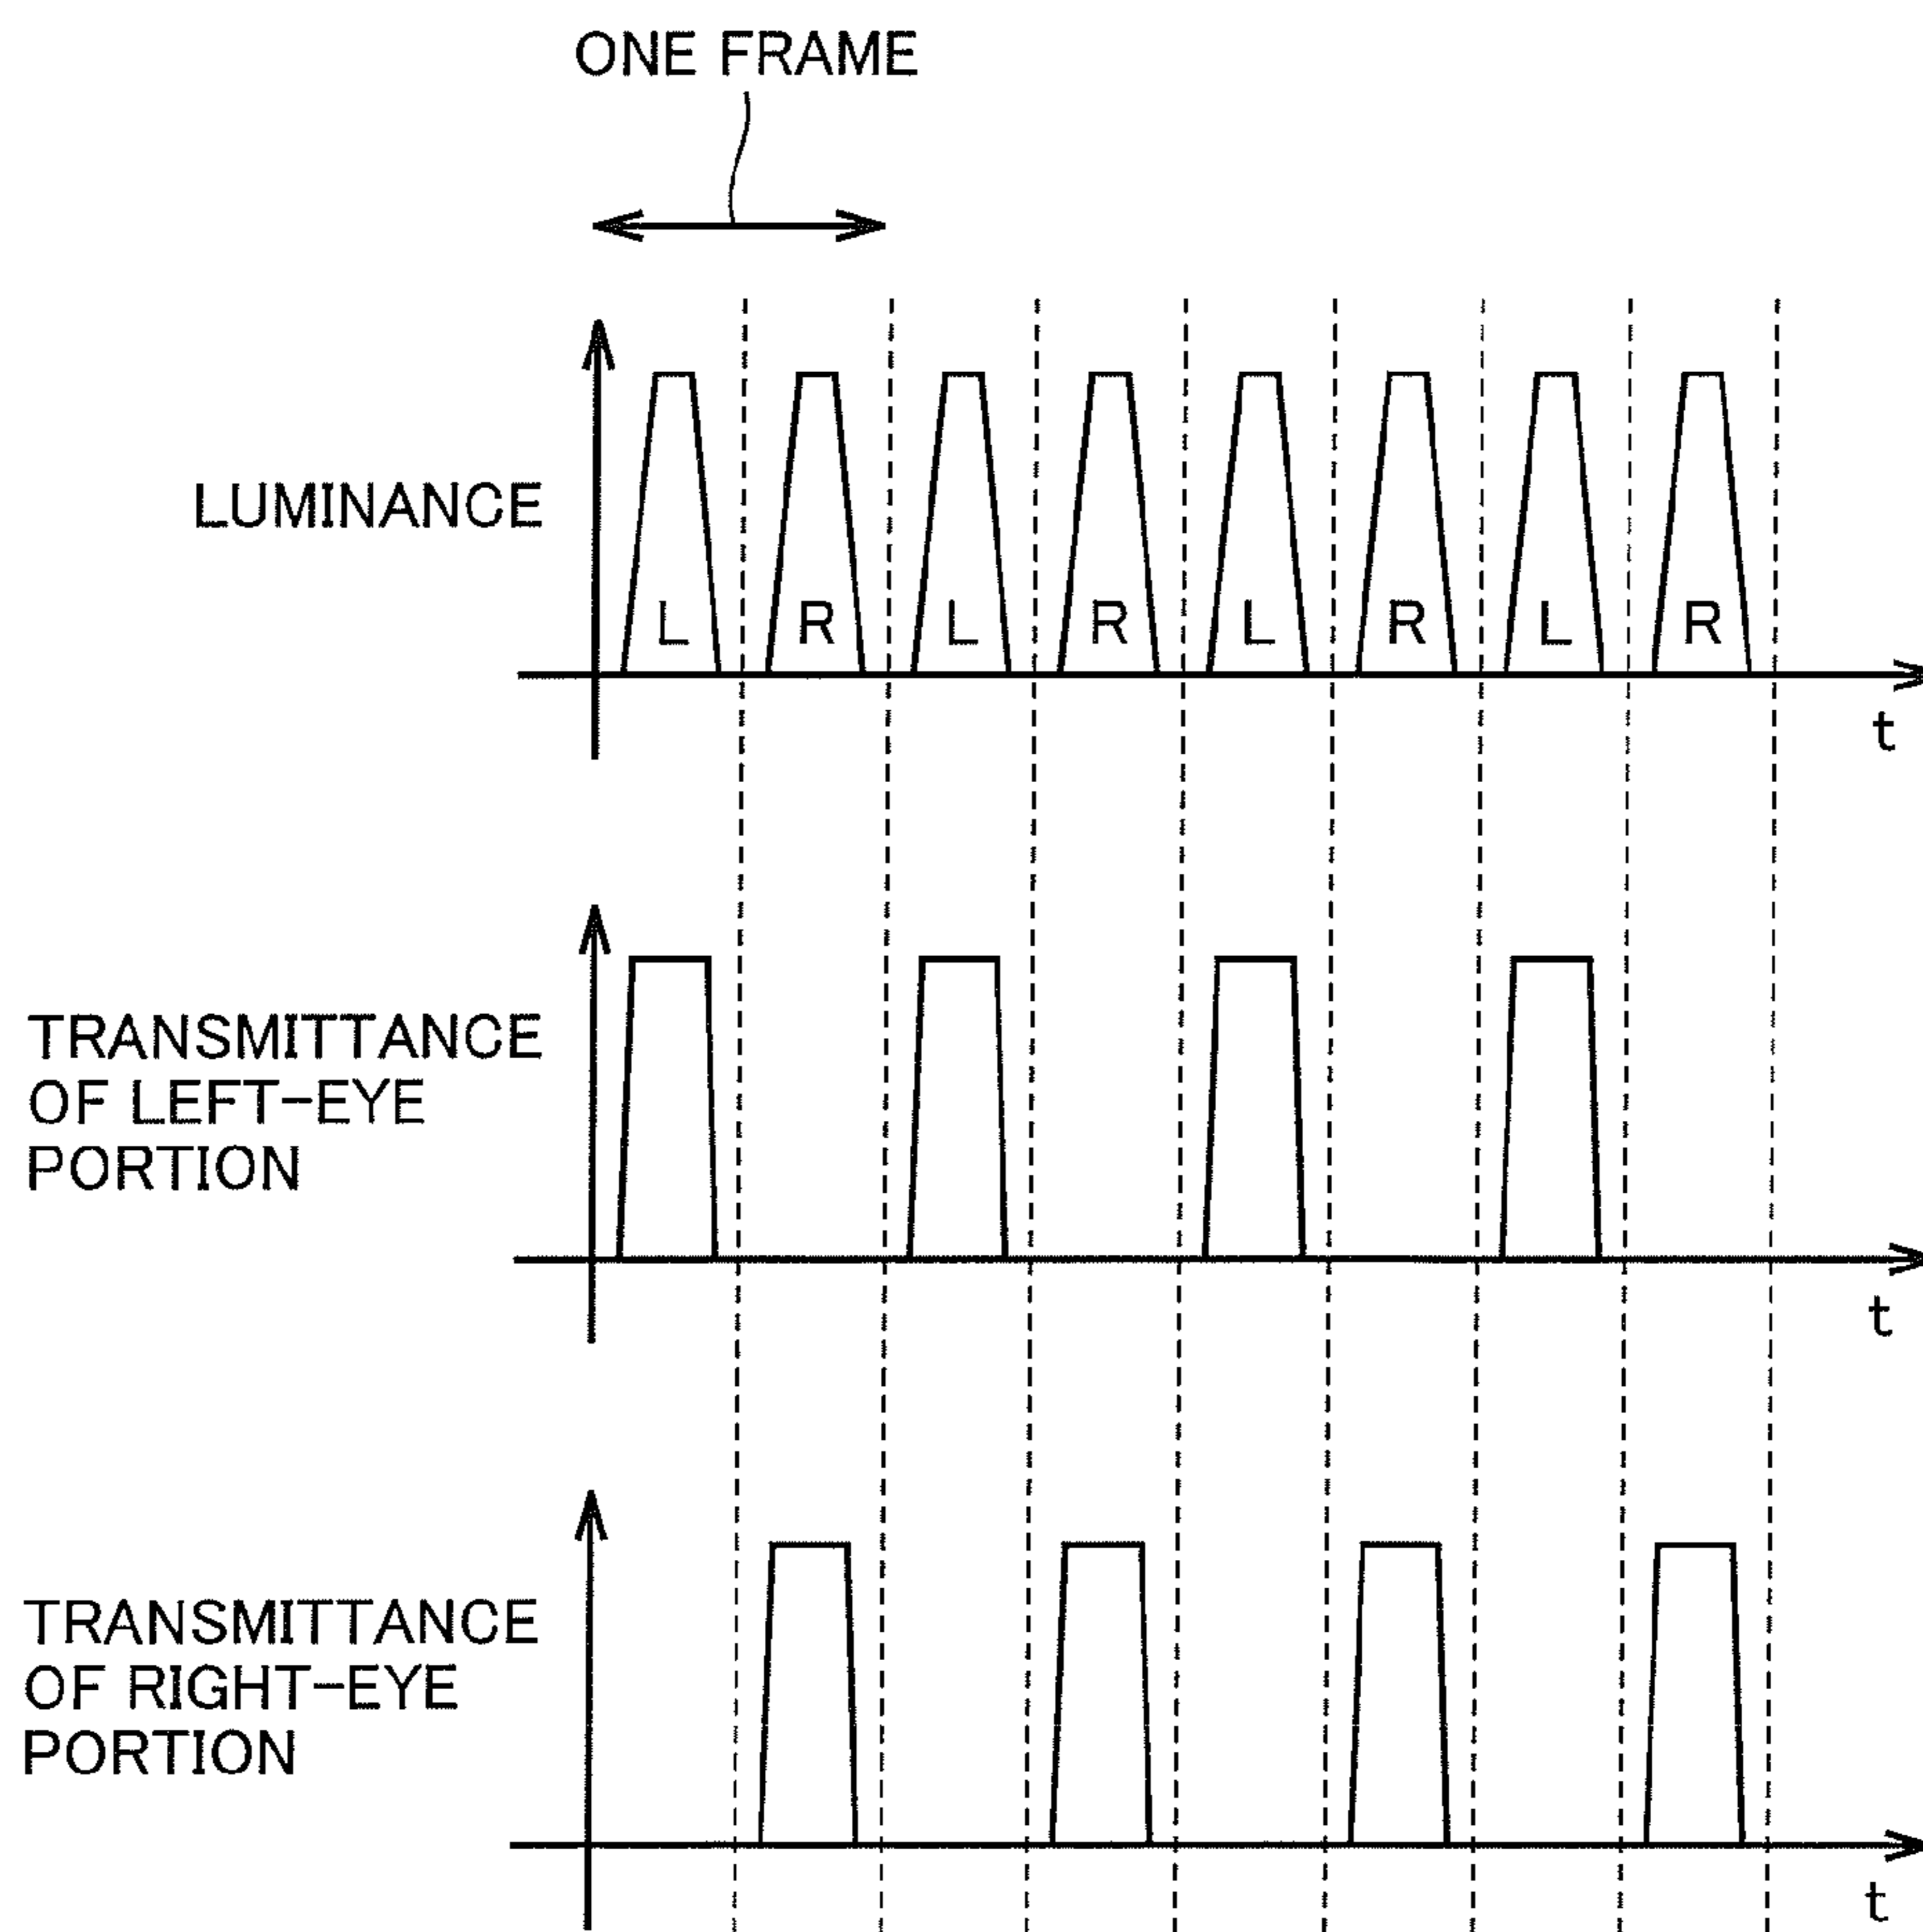 ONE FRAME
LUMINANCE
L R L R L R L R
t
TRANSMITTANCE
OF LEFT-EYE
PORTION
t
TRANSMITTANCE
OF RIGHT-EYE
PORTION
t